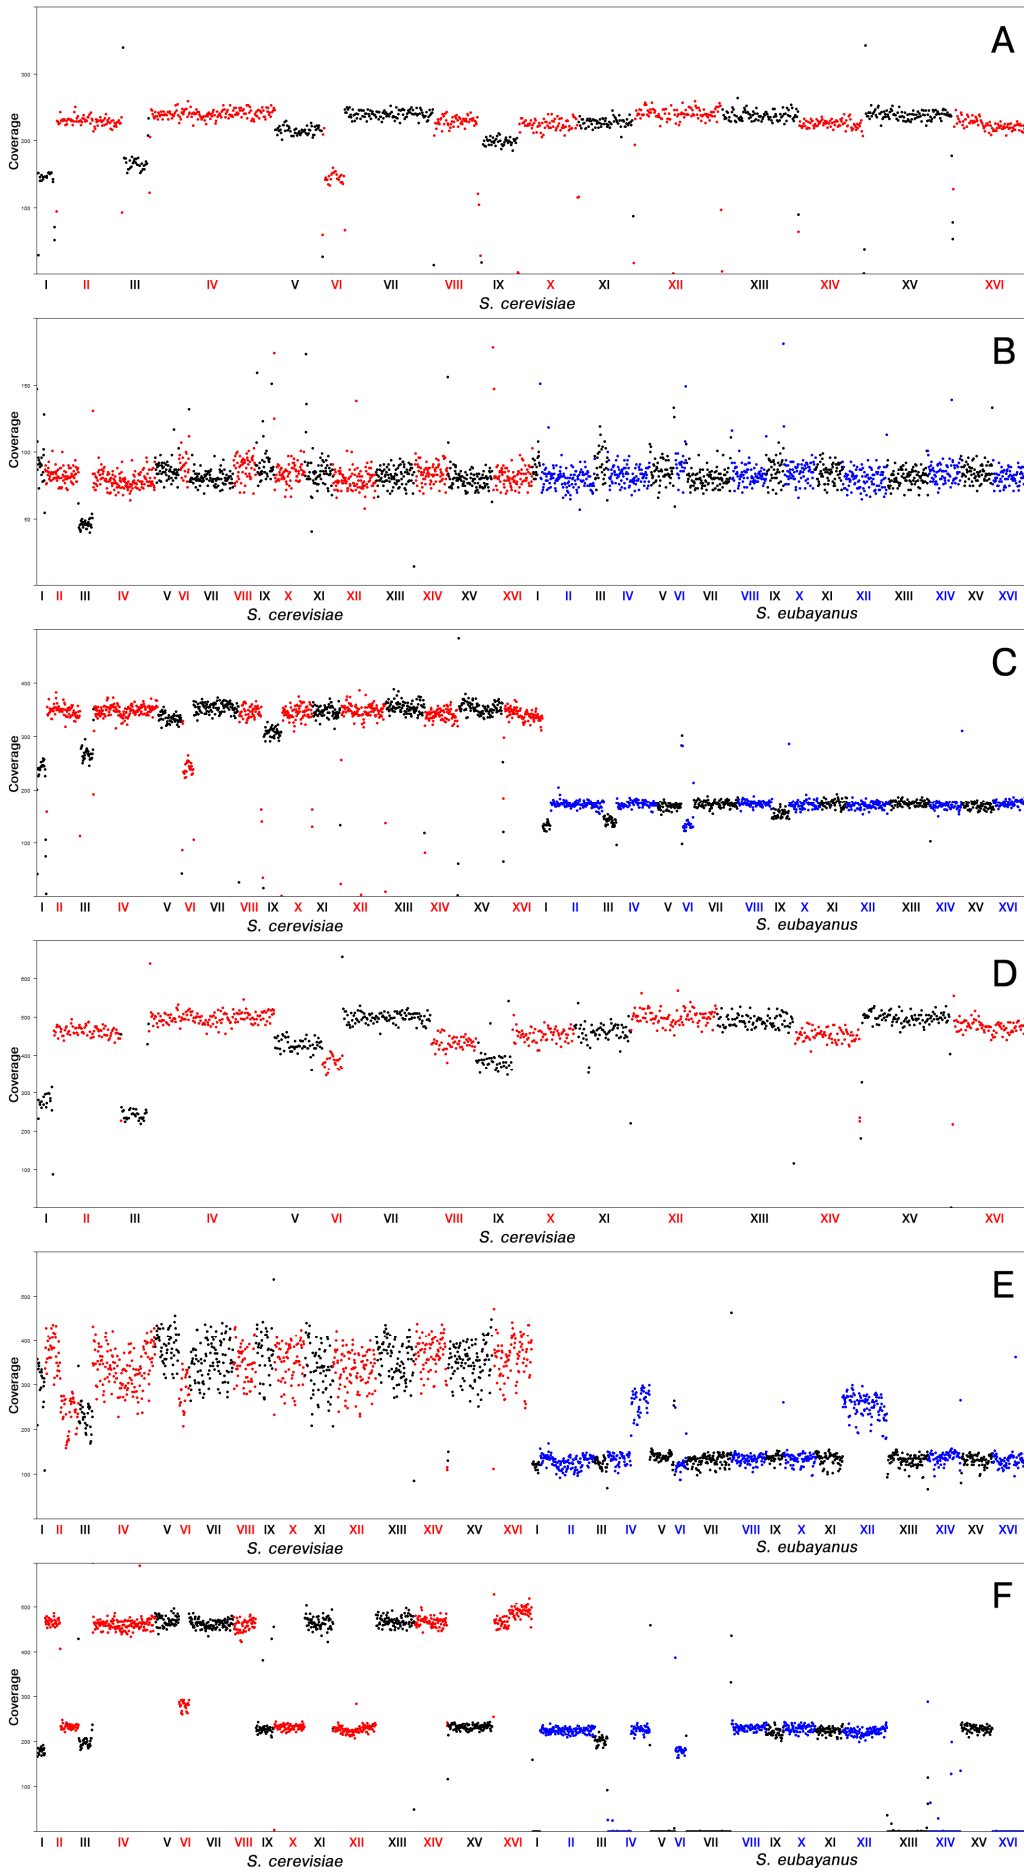 A
Coverage
300
200
100
I II III IV V VI VII VIII IX X XI XII XIII XIV XV XVI
S. cerevisiae
B
Coverage
150
100
50
I II III IV V VI VII VIII IX X XI XII XIII XIV XV XVI I II III IV V VI VII VIII IX X XI XII XIII XIV XV XVI
S. cerevisiae S. eubayanus
C
Coverage
400
300
200
100
I II III IV V VI VII VIII IX X XI XII XIII XIV XV XVI I II III IV V VI VII VIII IX X XI XII XIII XIV XV XVI
S. cerevisiae S. eubayanus
D
Coverage
600
500
400
300
200
100
I II III IV V VI VII VIII IX X XI XII XIII XIV XV XVI
S. cerevisiae
E
Coverage
500
400
300
200
100
I II III IV V VI VII VIII IX X XI XII XIII XIV XV XVI I II III IV V VI VII VIII IX X XI XII XIII XIV XV XVI
S. cerevisiae S. eubayanus
F
Coverage
500
400
300
200
100
I II III IV V VI VII VIII IX X XI XII XIII XIV XV XVI I II III IV V VI VII VIII IX X XI XII XIII XIV XV XVI
S. cerevisiae S. eubayanus